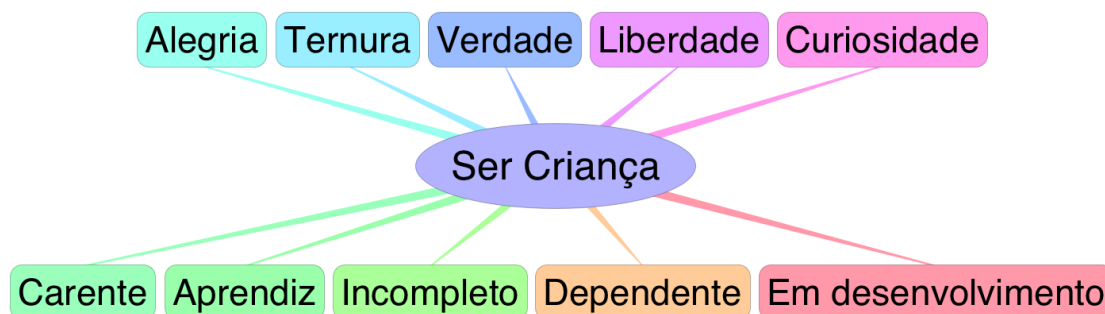 Alegria Ternura Verdade Liberdade Curiosidade
Ser Criança
Carente Aprendiz Incompleto Dependente Em desenvolvimento